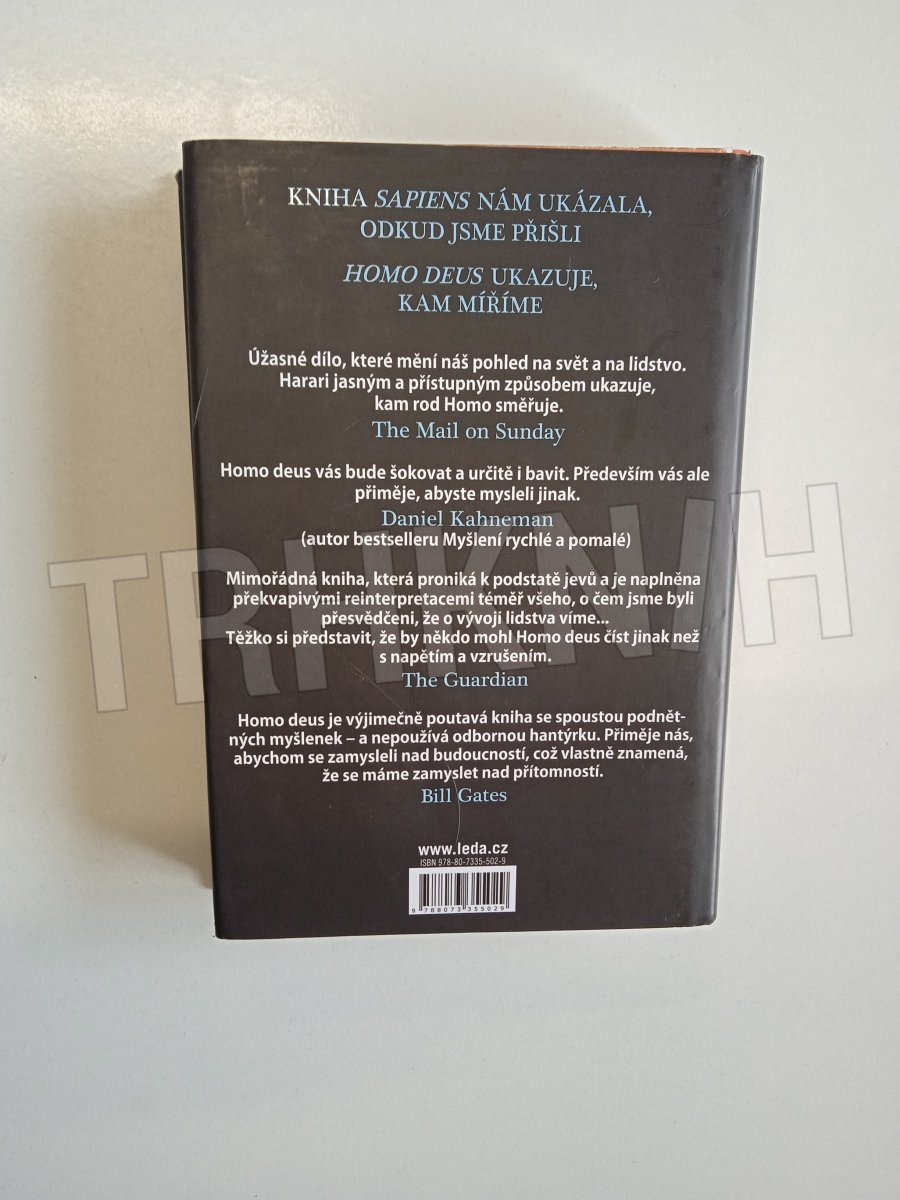 KNIHA SAPIENS NÁM UKÁZALA,
ODKUD JSME PŘIŠLI
HOMO DEUS UKAZUJE,
KAM MÍŘÍME
Úžasné dílo, které mění náš pohled na svět a na lidstvo.
Harari jasným a přístupným způsobem ukazuje,
kam rod Homo směřuje.
The Mail on Sunday
Homo deus vás bude šokovat a určitě i bavit. Především vás ale
přiměje, abyste mysleli jinak.
Daniel Kahneman
(autor bestselleru Myšlení rychlé a pomalé)
TRHKNIH
Mimořádná kniha, která proniká k podstatě jevů a je naplněna
překvapivými reinterpretacemi téměř všeho, o čem jsme byli
přesvědčeni, že o vývoji lidstva víme...
Těžko si představit, že by někdo mohl Homo deus číst jinak než
s napětím a vzrušením.
The Guardian
Homo deus je výjimečně poutavá kniha se spoustou podnět-
ných myšlenek – a nepoužívá odbornou hantýrku. Přiměje nás,
abychom se zamysleli nad budoucností, což vlastně znamená,
že se máme zamyslet nad přítomností.
Bill Gates
www.leda.cz
ISBN 978-80-7335-502-9
9 788073 355029